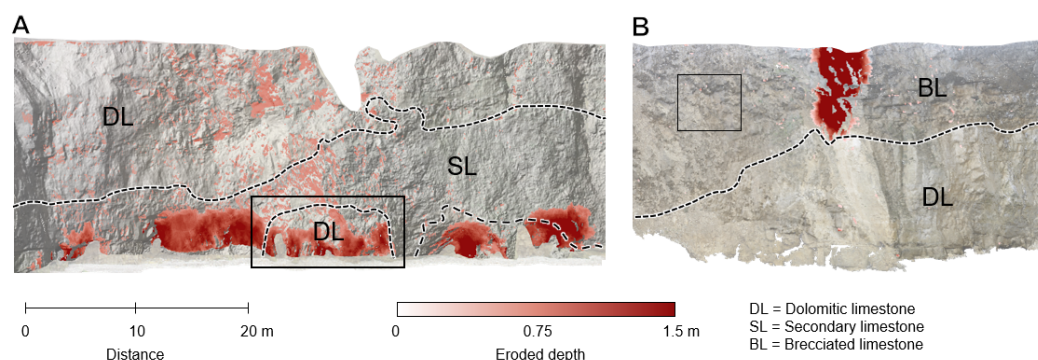 A
B
DL
BL
SL
DL
DL
0
10
20 m
Distance
0
0.75
1.5 m
Eroded depth
DL = Dolomitic limestone
SL = Secondary limestone
BL = Brecciated limestone